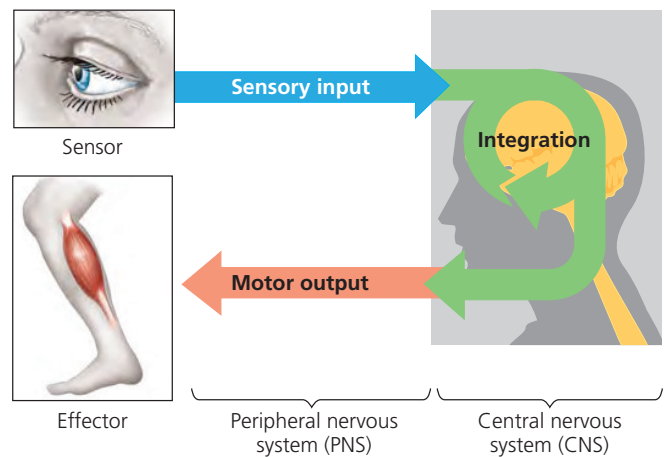 Sensory input
Sensor
Integration
Motor output
Effector
Peripheral nervous
system (PNS)
Central nervous
system (CNS)